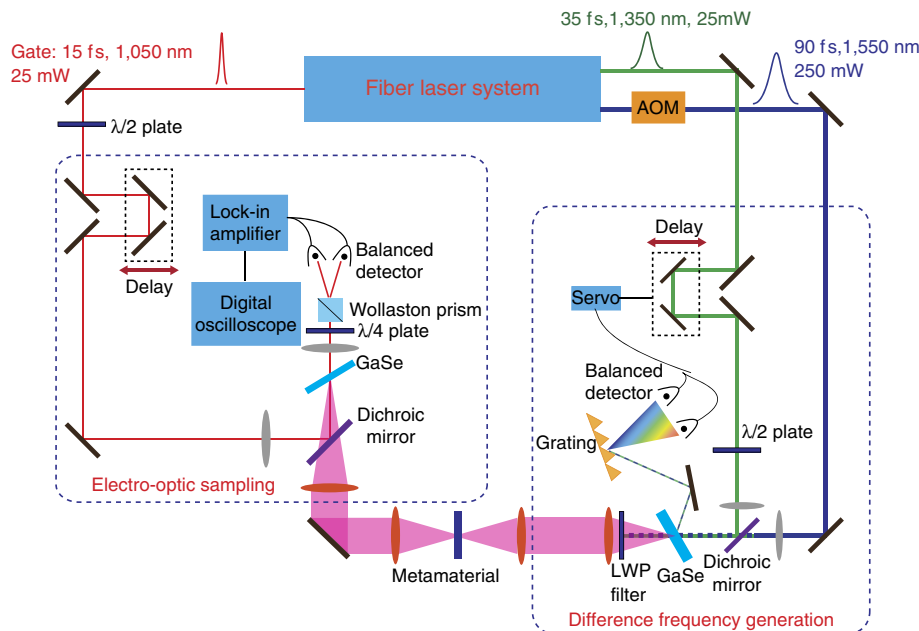 35 fs,1,350 nm, 25mW
Gate: 15 fs, 1,050 nm
25 mW
90 fs,1,550 nm
250 mW
Fiber laser system
AOM
λ/2 plate
Lock-in
amplifier
Balanced
detector
Delay
Digital
oscilloscope
Wollaston prism
λ/4 plate
GaSe
Dichroic
mirror
Electro-optic sampling
Delay
Servo
Balanced
detector
Grating
λ/2 plate
Metamaterial
LWP
filter
GaSe
Dichroic
mirror
Difference frequency generation